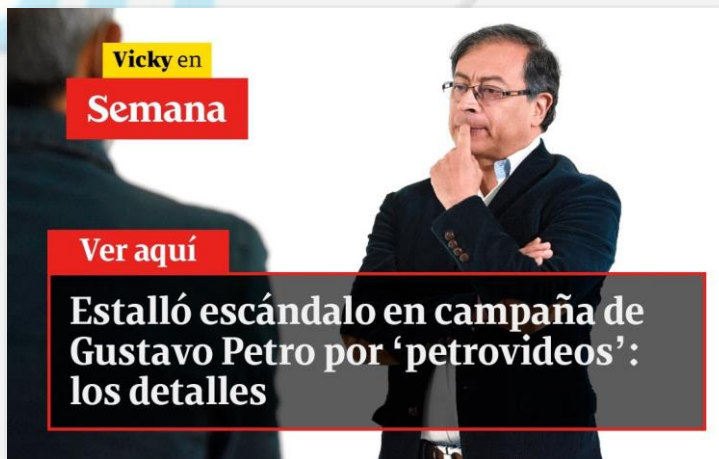 Vicky en
Semana
Ver aquí
Estalló escándalo en campaña de
Gustavo Petro por ‘petrovideos’:
los detalles